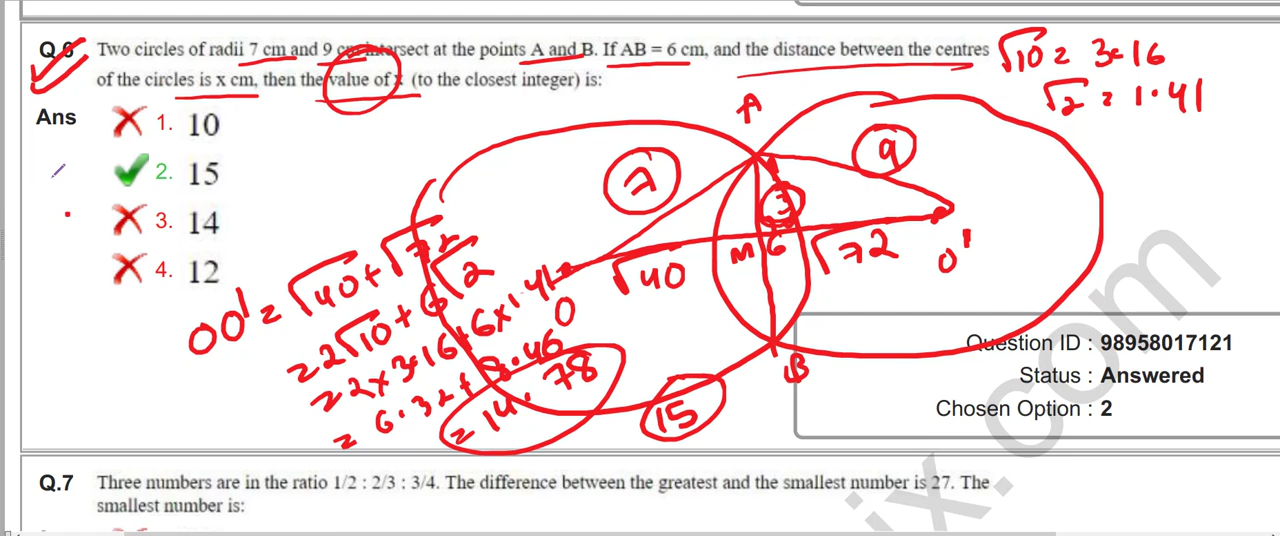 Q.6 Two circles of radii 7 cm and 9 cm intersect at the points A and B. If AB = 6 cm, and the distance between the centres
of the circles is x cm, then the value of x (to the closest integer) is:
√10 = 3.16
√2 = 1.41
Ans
1. 10
2. 15
3. 14
4. 12
A
7
9
3
M 6
√40
√72
O
O'
B
OO' = √40 + √72
= 2√10 + 6√2
= 2×3.16 + 6×1.41
= 6.32 + 8.46
= 14.78
15
Question ID : 98958017121
Status : Answered
Chosen Option : 2
Q.7 Three numbers are in the ratio 1/2 : 2/3 : 3/4. The difference between the greatest and the smallest number is 27. The
smallest number is:
ix.com